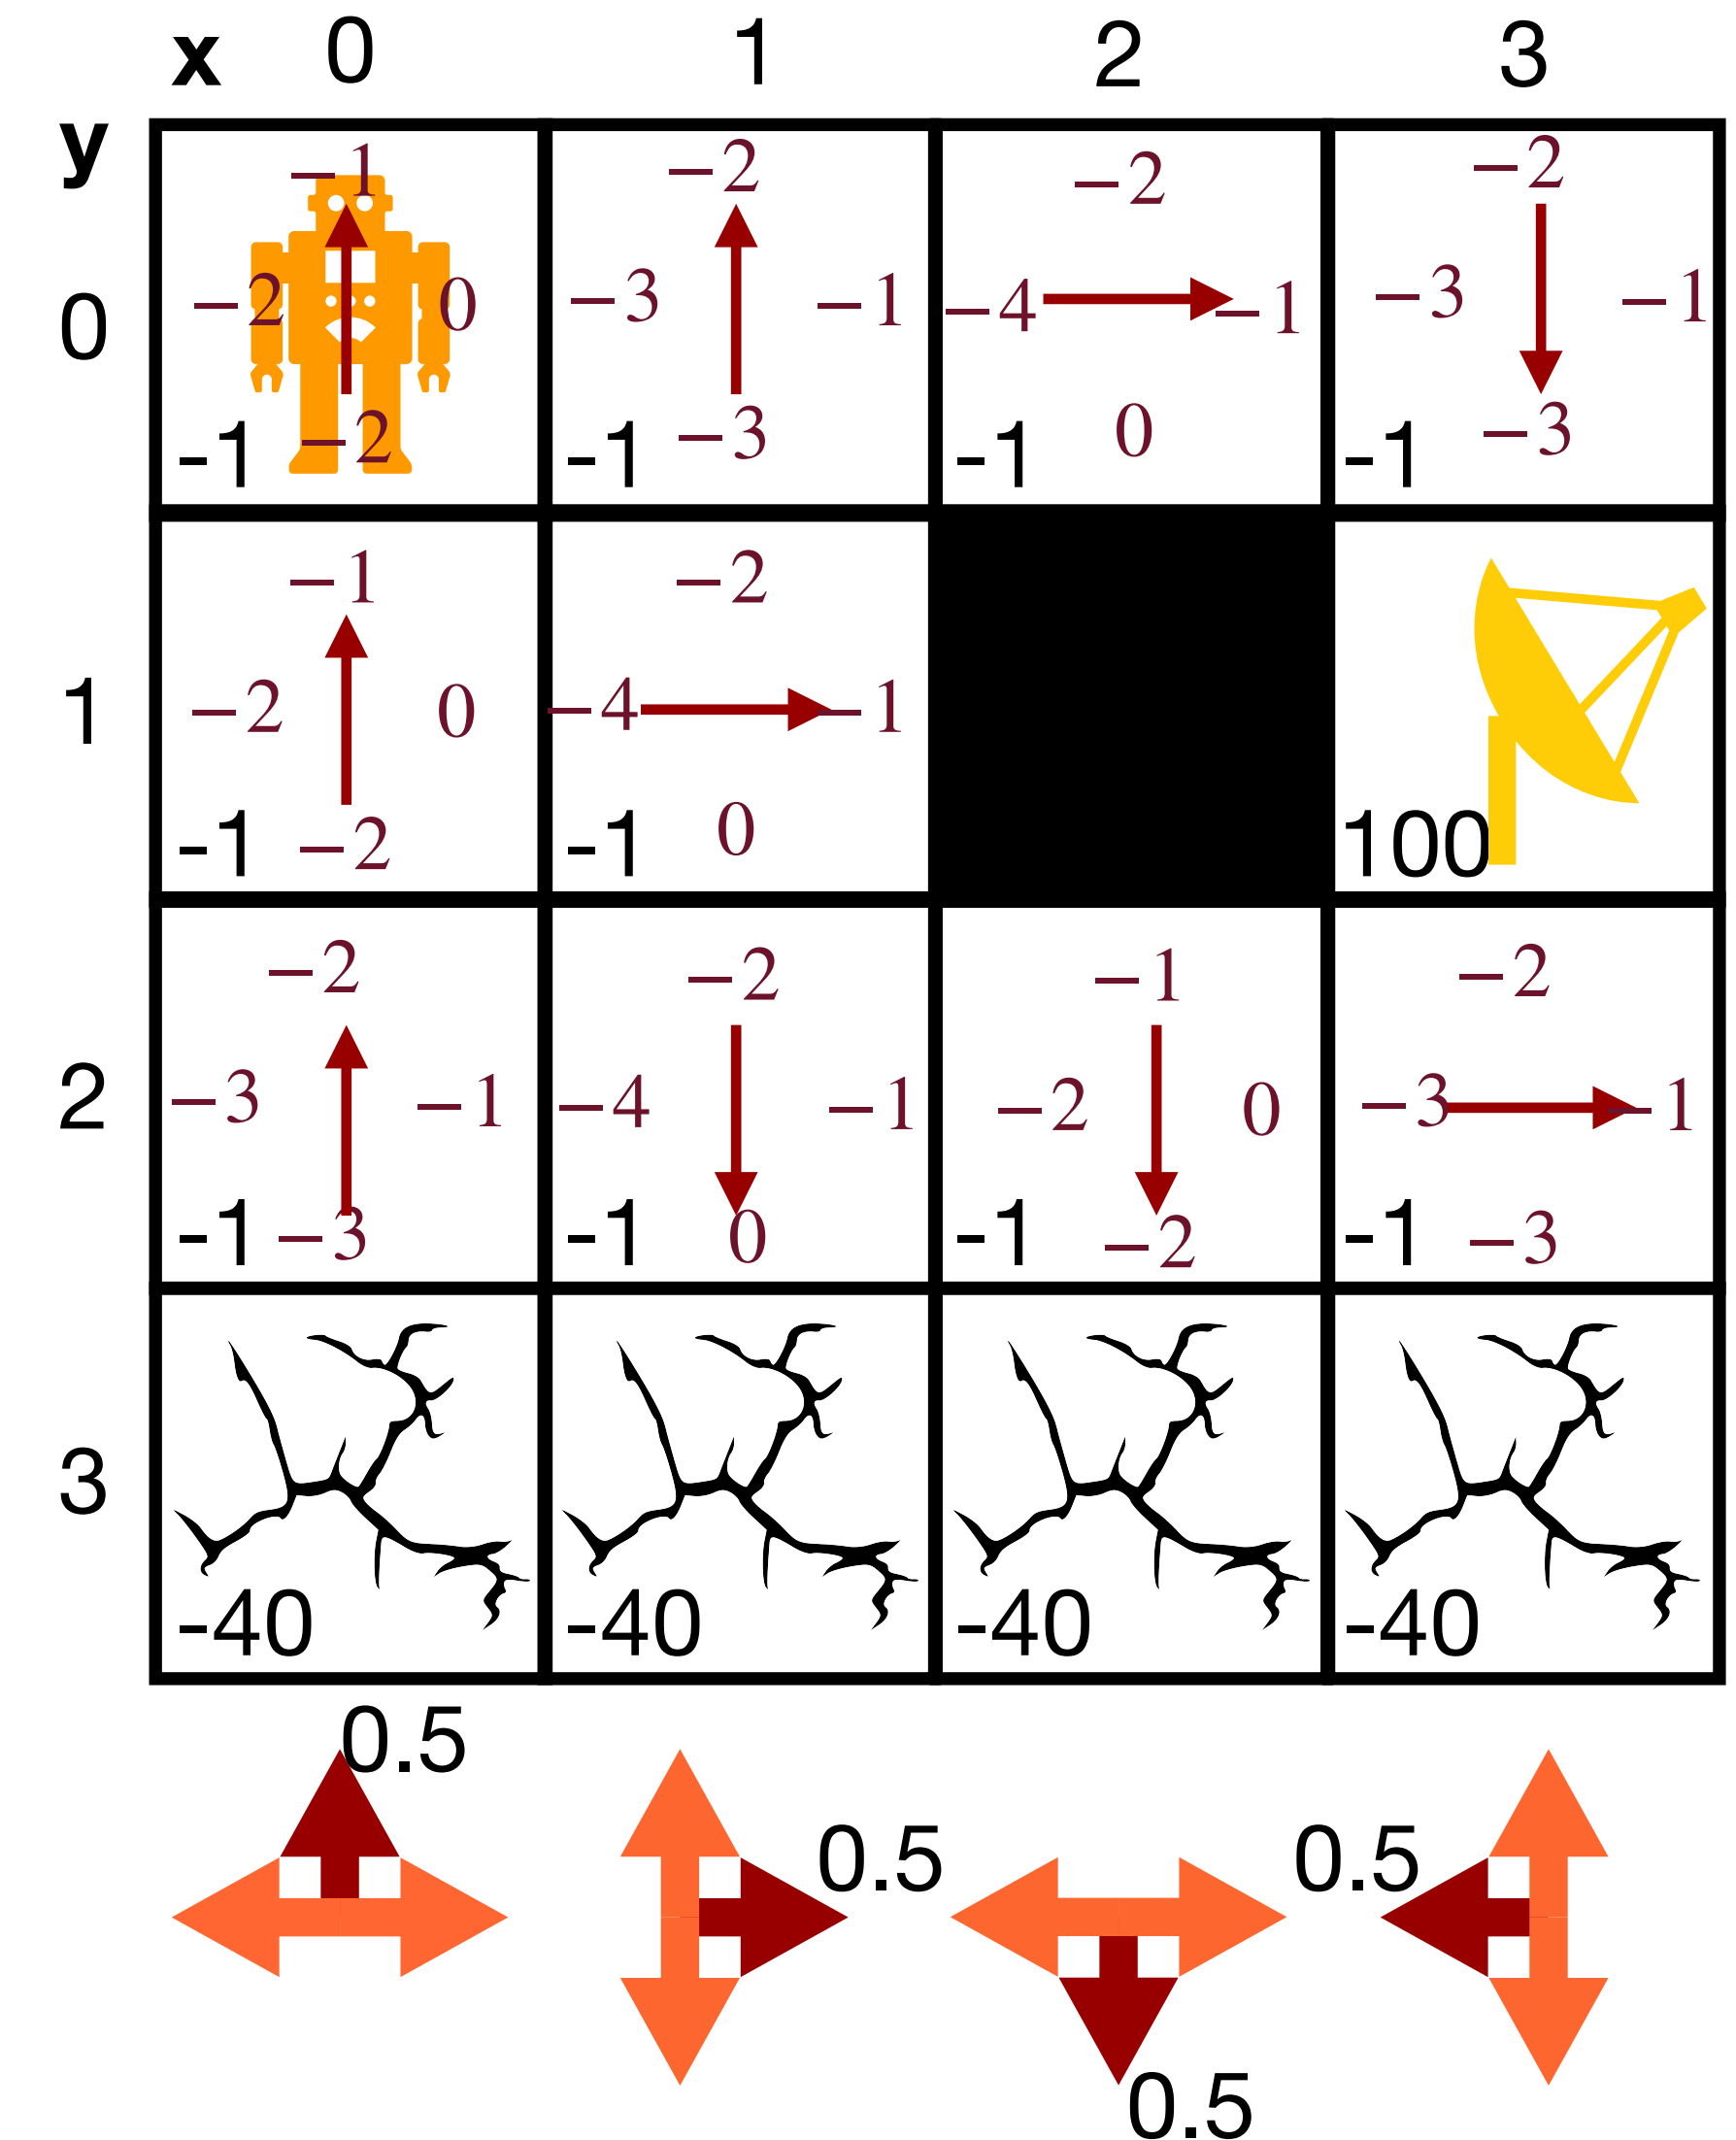 x 0 1 2 3
y
−1 −2 −2 −2
0 −2 0 −3 −1 −4 −1 −3 −1
-1 −2 -1 −3 -1 0 -1 −3
−1 −2
1 −2 0 −4 −1
-1 −2 -1 0 100
−2 −2 −1 −2
2 −3 −1 −4 −1 −2 0 −3 −1
-1 −3 -1 0 -1 −2 -1 −3
3
-40 -40 -40 -40
0.5
0.5 0.5
0.5